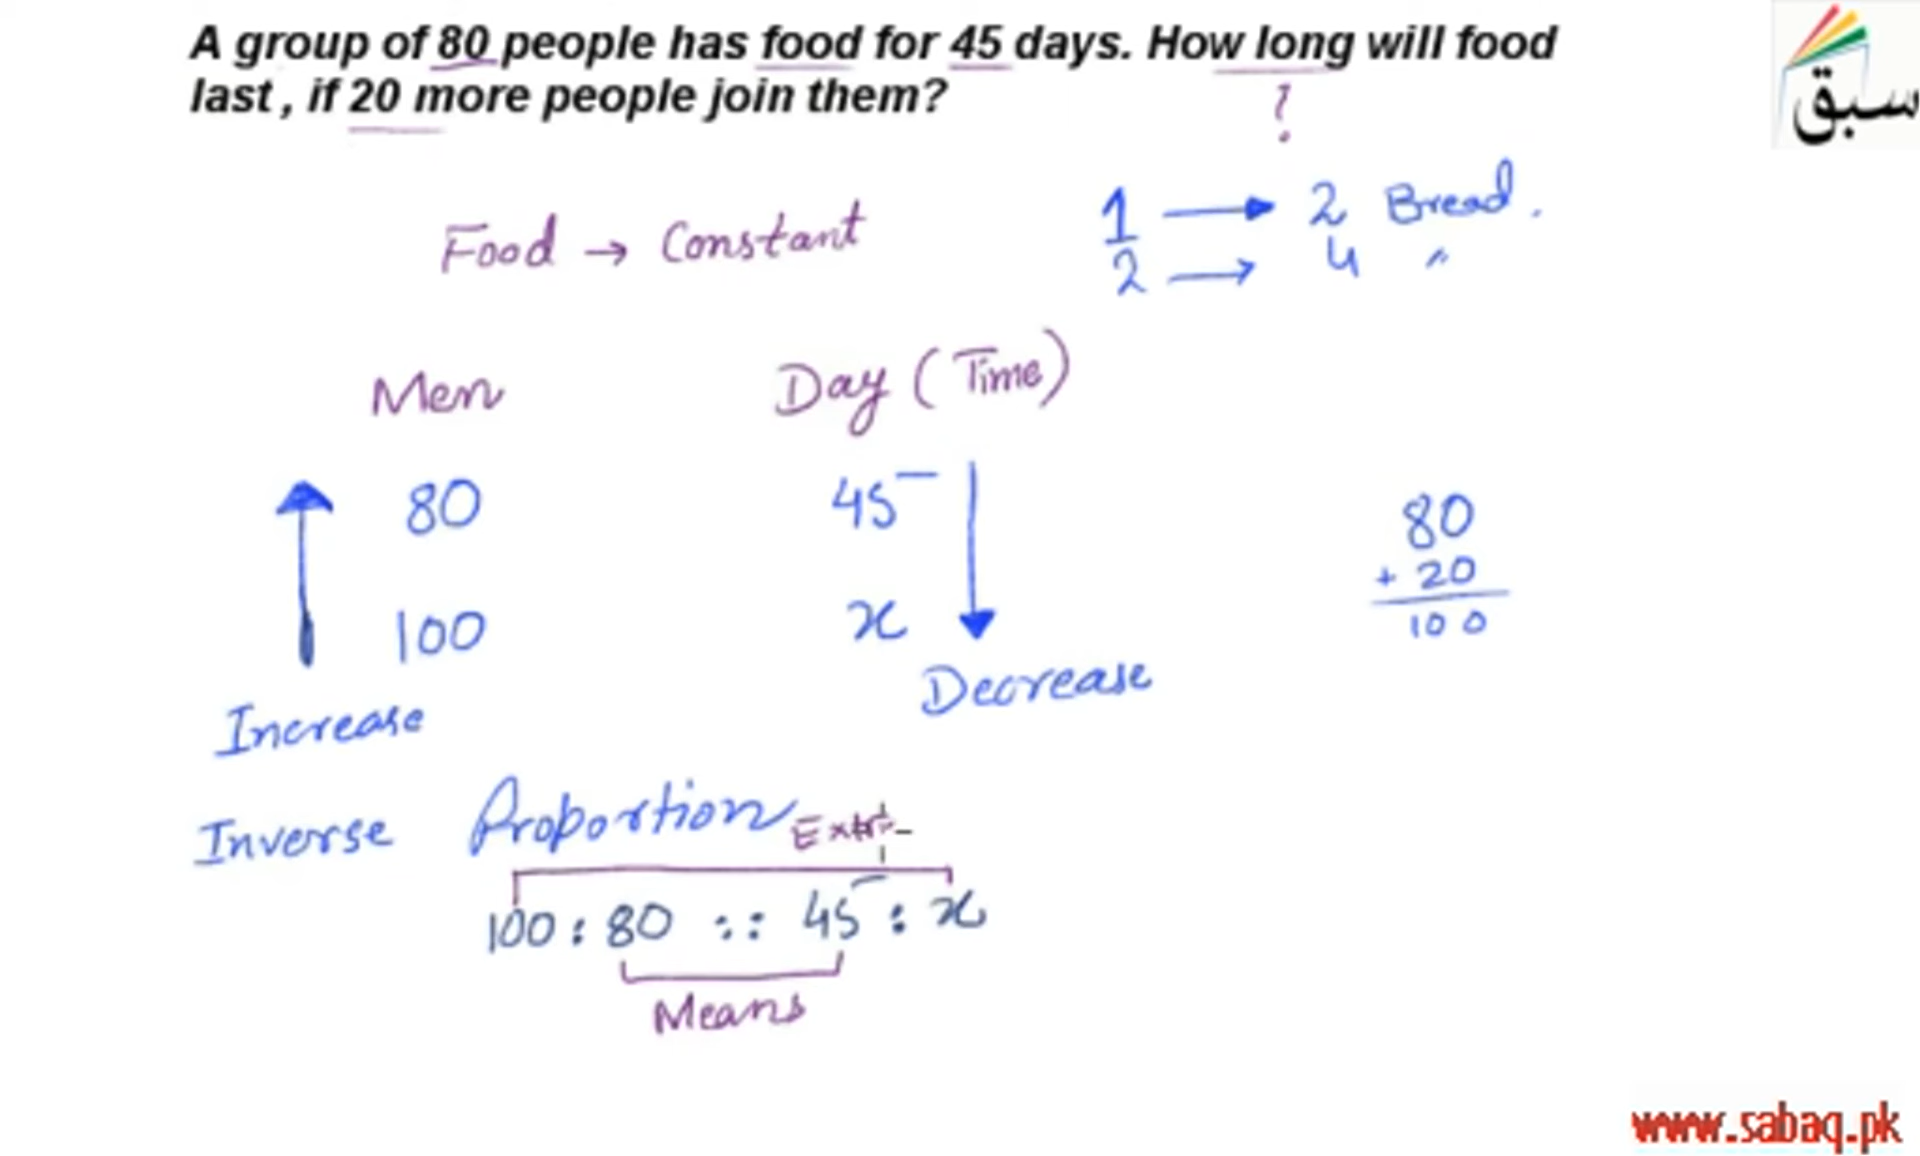 A group of 80 people has food for 45 days. How long will food
last , if 20 more people join them?
?
سبق
Food → Constant
1 → 2 Bread.
2 → 4 "
Men Day (Time)
80 45
100 x
80
+ 20
100
Increase
Decrease
Inverse Proportion
100 : 80 :: 45 : x
Means
www.sabaq.pk